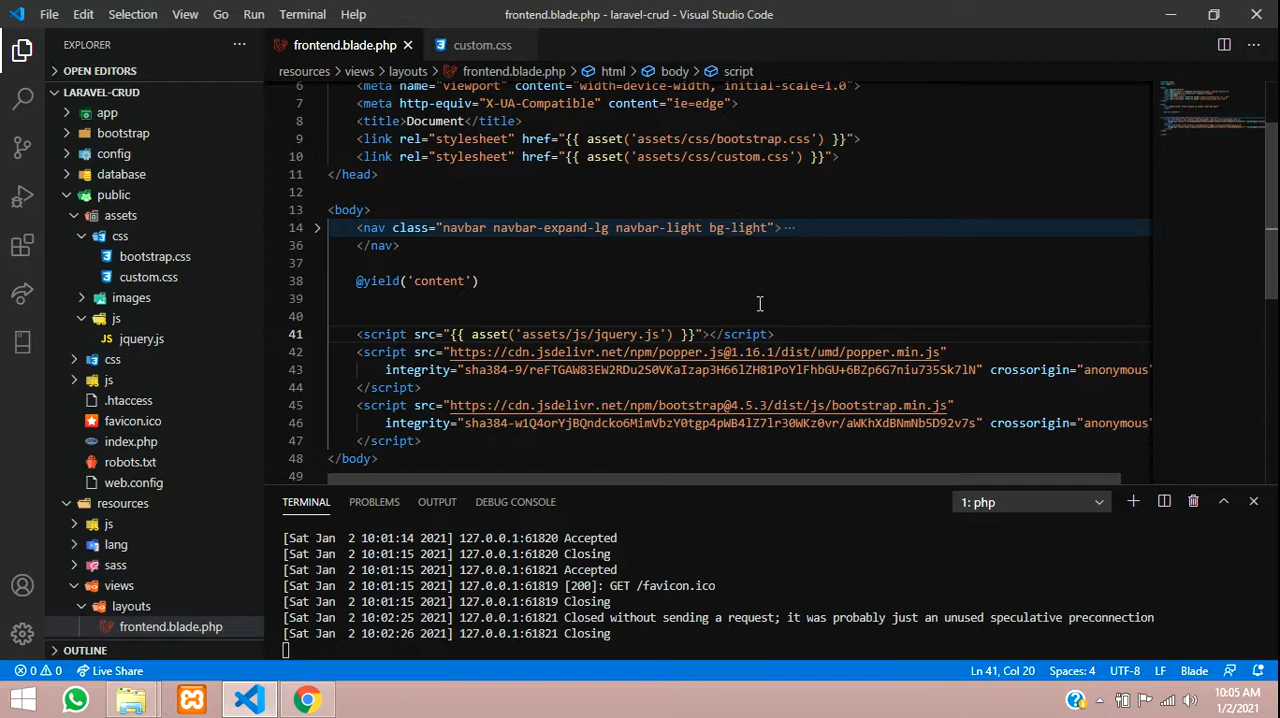 File Edit Selection View Go Run Terminal Help
frontend.blade.php - laravel-crud - Visual Studio Code
EXPLORER
OPEN EDITORS
LARAVEL-CRUD
app
bootstrap
config
database
public
assets
css
bootstrap.css
custom.css
images
js
jquery.js
css
js
.htaccess
favicon.ico
index.php
robots.txt
web.config
resources
js
lang
sass
views
layouts
frontend.blade.php
OUTLINE
frontend.blade.php custom.css
resources > views > layouts > frontend.blade.php > html > body > script
6 <meta name="viewport" content="width=device-width, initial-scale=1.0">
7 <meta http-equiv="X-UA-Compatible" content="ie=edge">
8 <title>Document</title>
9 <link rel="stylesheet" href="{{ asset('assets/css/bootstrap.css') }}">
10 <link rel="stylesheet" href="{{ asset('assets/css/custom.css') }}">
11 </head>
12
13 <body>
14 <nav class="navbar navbar-expand-lg navbar-light bg-light">…
36 </nav>
37
38 @yield('content')
39
40
41 <script src="{{ asset('assets/js/jquery.js') }}"></script>
42 <script src="https://cdn.jsdelivr.net/npm/popper.js@1.16.1/dist/umd/popper.min.js"
43 integrity="sha384-9/reFTGAW83EW2RDu2S0VKaIzap3H66lZH81PoYlFhbGU+6BZp6G7niu735Sk7lN" crossorigin="anonymous"
44 </script>
45 <script src="https://cdn.jsdelivr.net/npm/bootstrap@4.5.3/dist/js/bootstrap.min.js"
46 integrity="sha384-w1Q4orYjBQndcko6MimVbzY0tgp4pWB4lZ7lr30WKz0vr/aWKhXdBNmNb5D92v7s" crossorigin="anonymous"
47 </script>
48 </body>
49
TERMINAL PROBLEMS OUTPUT DEBUG CONSOLE
1: php
[Sat Jan 2 10:01:14 2021] 127.0.0.1:61820 Accepted
[Sat Jan 2 10:01:15 2021] 127.0.0.1:61820 Closing
[Sat Jan 2 10:01:15 2021] 127.0.0.1:61821 Accepted
[Sat Jan 2 10:01:15 2021] 127.0.0.1:61819 [200]: GET /favicon.ico
[Sat Jan 2 10:01:15 2021] 127.0.0.1:61819 Closing
[Sat Jan 2 10:02:25 2021] 127.0.0.1:61821 Closed without sending a request; it was probably just an unused speculative preconnection
[Sat Jan 2 10:02:26 2021] 127.0.0.1:61821 Closing
0 0 Live Share
Ln 41, Col 20 Spaces: 4 UTF-8 LF Blade
10:05 AM
1/2/2021